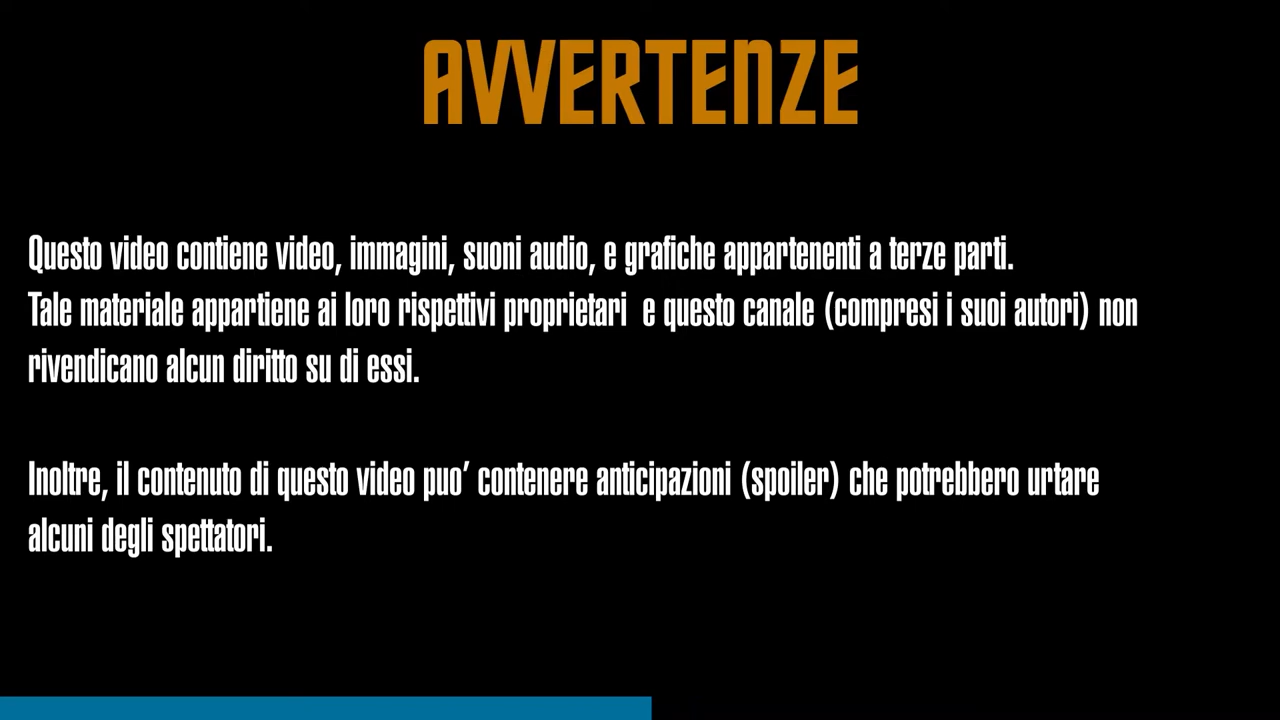 AVVERTENZE
Questo video contiene video, immagini, suoni audio, e grafiche appartenenti a terze parti.
Tale materiale appartiene ai loro rispettivi proprietari e questo canale (compresi i suoi autori) non
rivendicano alcun diritto su di essi.
Inoltre, il contenuto di questo video puo' contenere anticipazioni (spoiler) che potrebbero urtare
alcuni degli spettatori.